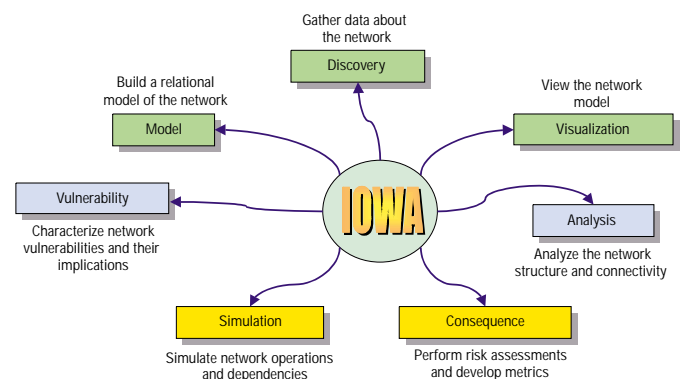 Gather data about
the network
Discovery
Build a relational
model of the network
Model
View the network
model
Visualization
Vulnerability
Characterize network
vulnerabilities and their
implications
IOWA
Analysis
Analyze the network
structure and connectivity
Simulation
Simulate network operations
and dependencies
Consequence
Perform risk assessments
and develop metrics